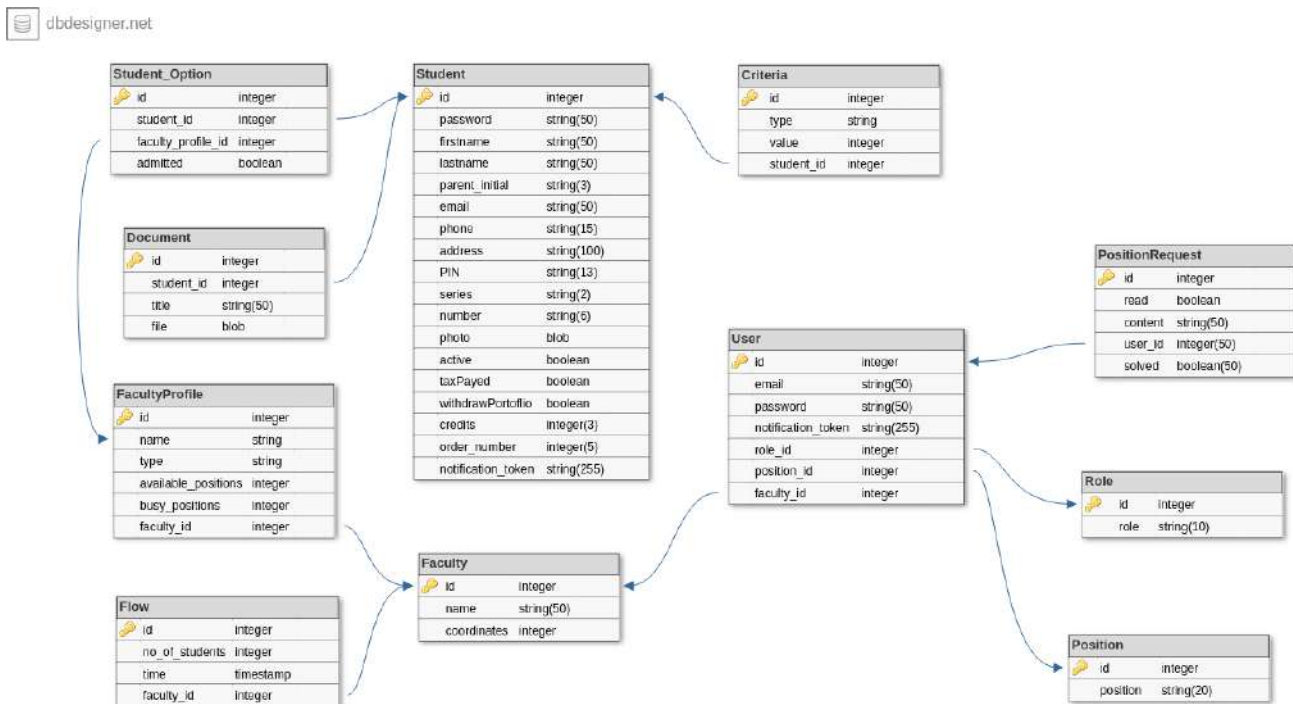 dbdesigner.net
Student_Option
id integer
student_id integer
faculty_profile_id integer
admitted boolean
Document
id integer
student_id integer
title string(50)
file blob
FacultyProfile
id integer
name string
type string
available_positions integer
busy_positions integer
faculty_id integer
Flow
id integer
no_of_students integer
time timestamp
faculty_id integer
Student
id integer
password string(50)
firstname string(50)
lastname string(50)
parent_initial string(3)
email string(50)
phone string(15)
address string(100)
PIN string(13)
series string(2)
number string(6)
photo blob
active boolean
taxPayed boolean
withdrawPortoflio boolean
credits integer(3)
order_number integer(5)
notification_token string(255)
Faculty
id integer
name string(50)
coordinates integer
Criteria
id integer
type string
value integer
student_id integer
User
id integer
email string(50)
password string(50)
notification_token string(255)
role_id integer
position_id integer
faculty_id integer
PositionRequest
id integer
read boolean
content string(50)
user_id integer(50)
solved boolean(50)
Role
id integer
role string(10)
Position
id integer
position string(20)